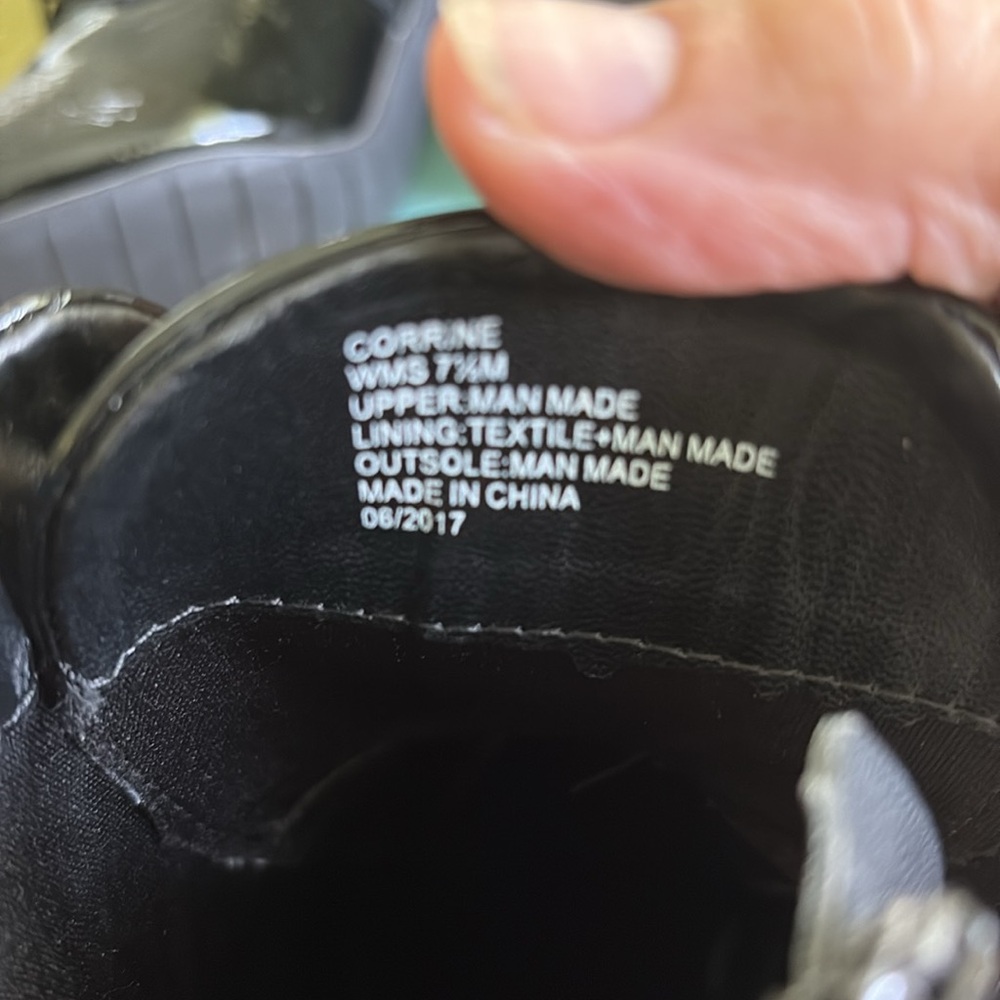 CORRINE
WMS 7½M
UPPER:MAN MADE
LINING:TEXTILE+MAN MADE
OUTSOLE:MAN MADE
MADE IN CHINA
06/2017